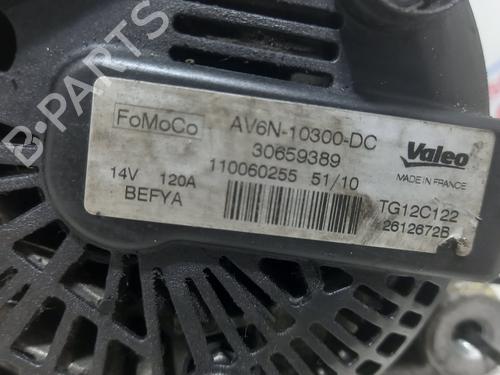 B-PARTS
FoMoCo
AV6N-10300-DC
30659389
110060255 51/10
14V 120A
BEFYA
Valeo
MADE IN FRANCE
TG12C122
2612672B